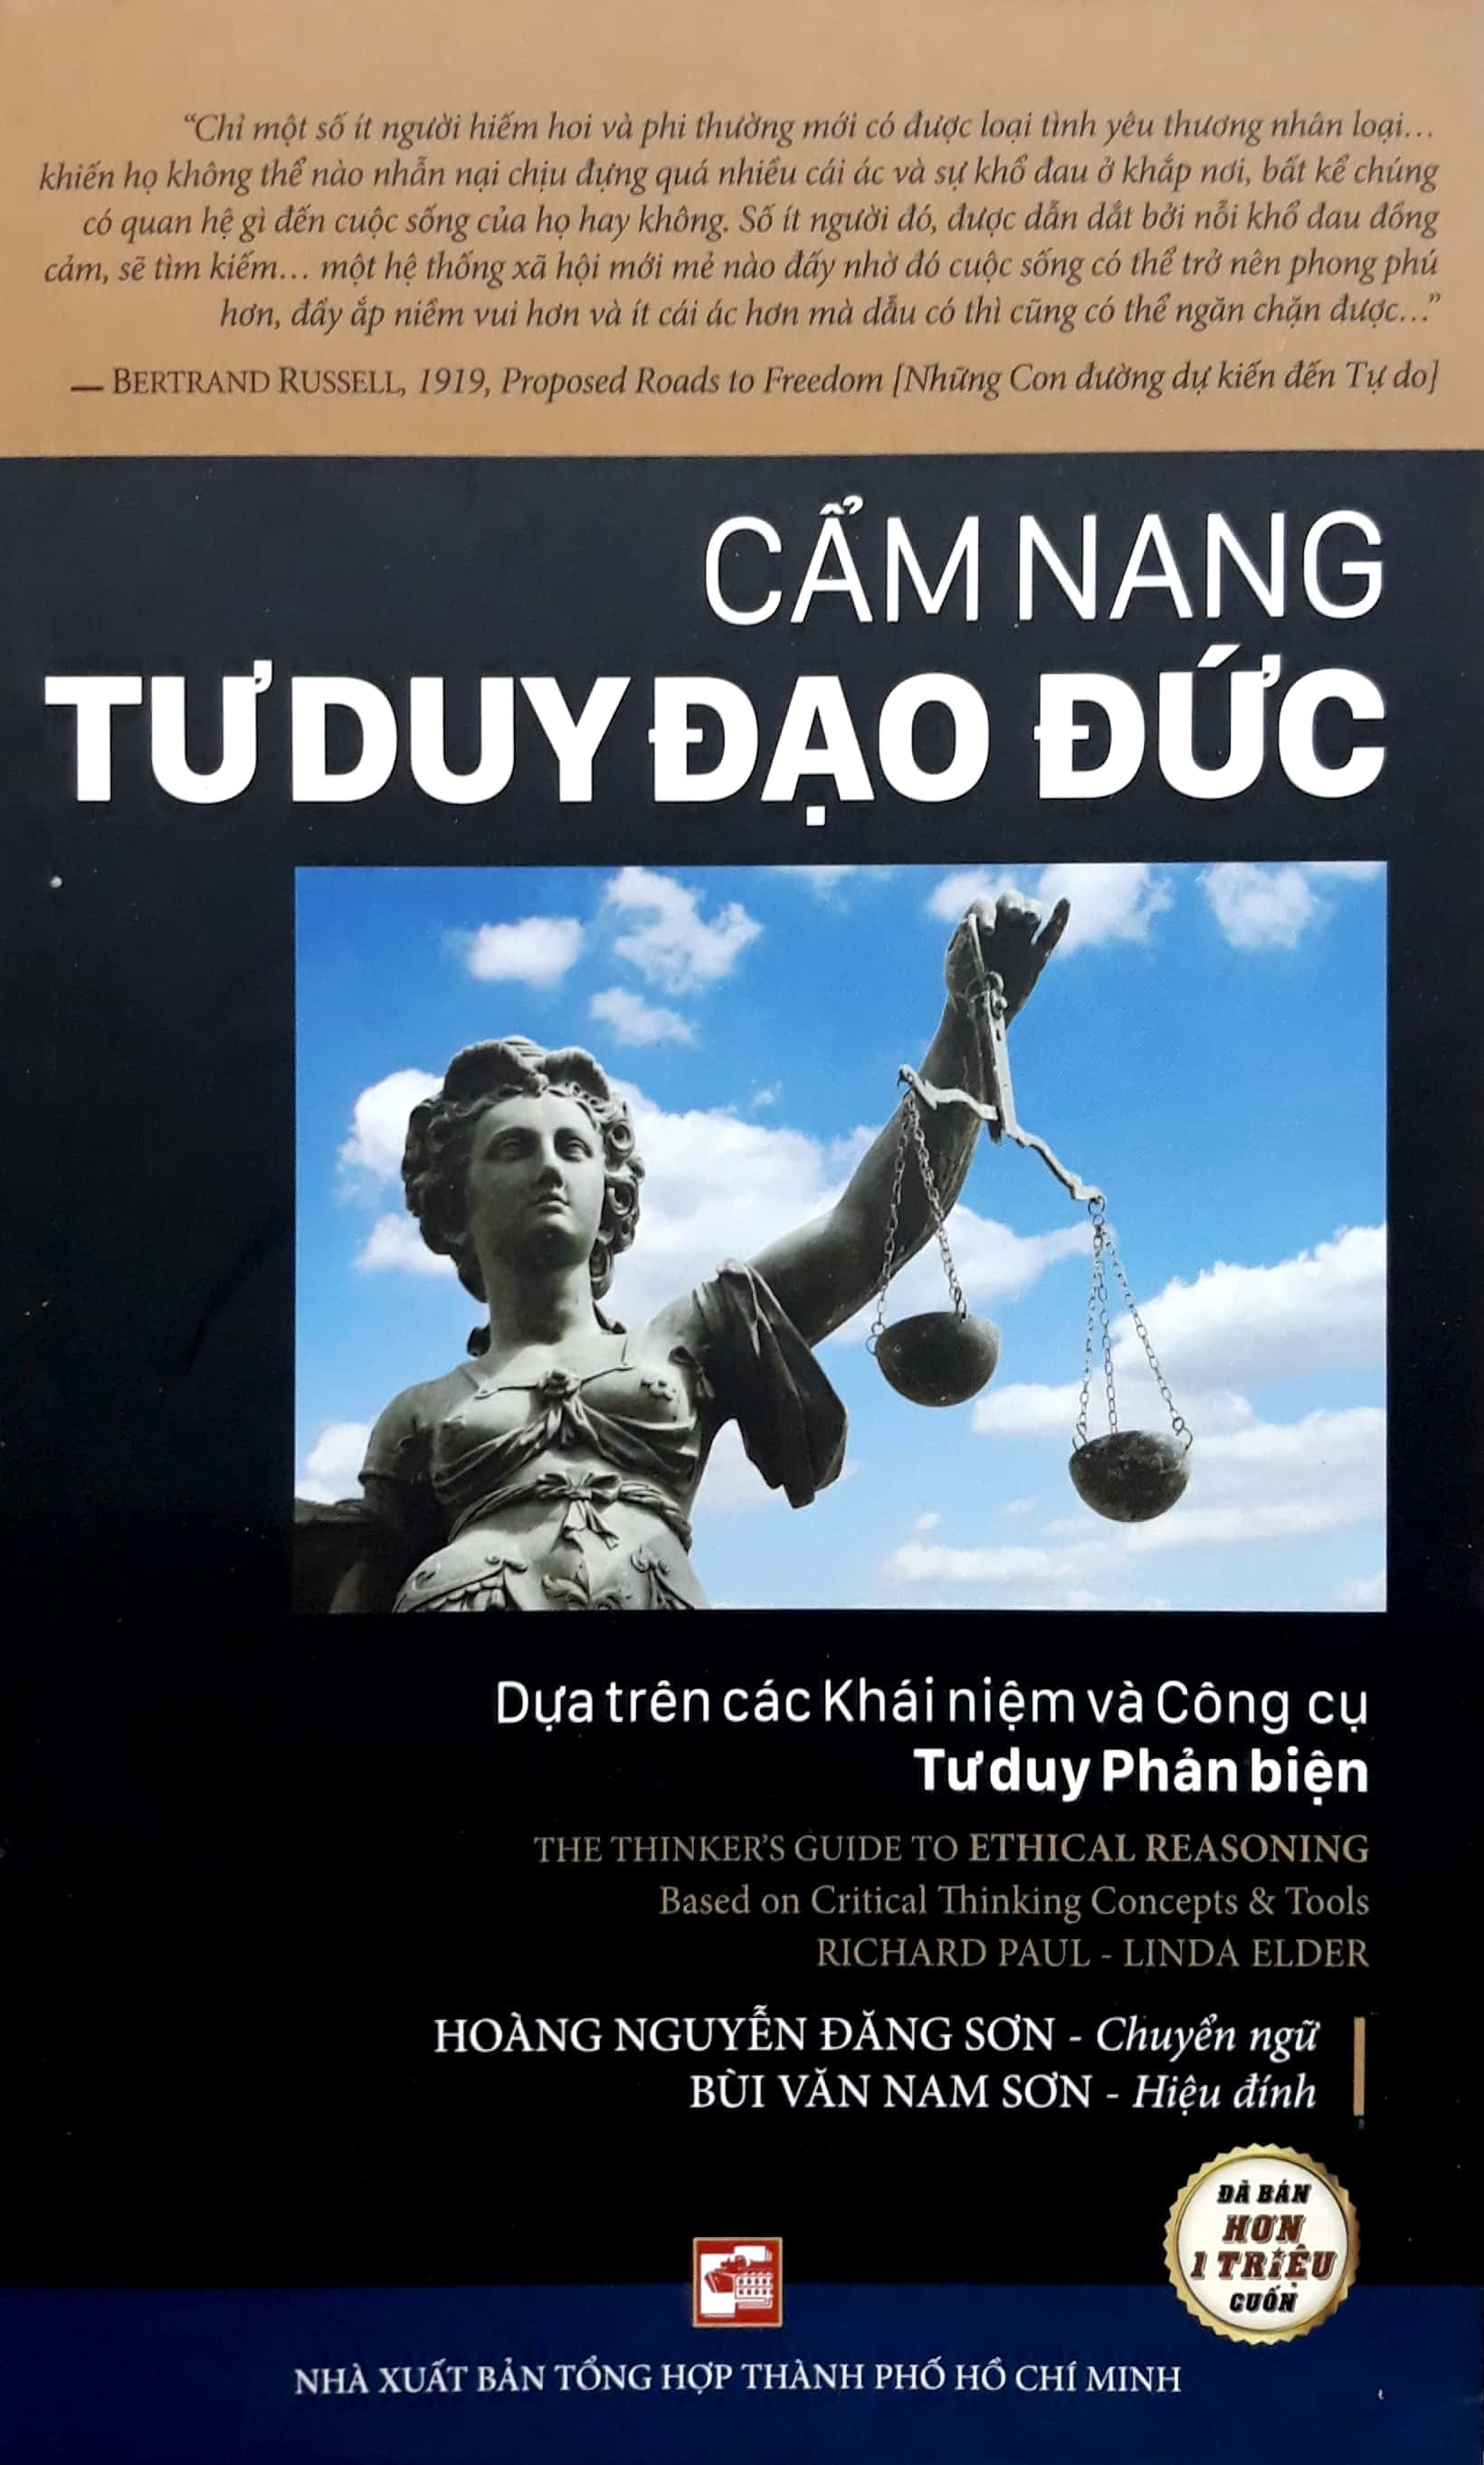 “Chỉ một số ít người hiếm hoi và phi thường mới có được loại tình yêu thương nhân loại...
khiến họ không thể nào nhẫn nại chịu đựng quá nhiều cái ác và sự khổ đau ở khắp nơi, bất kể chúng
có quan hệ gì đến cuộc sống của họ hay không. Số ít người đó, được dẫn dắt bởi nỗi khổ đau đồng
cảm, sẽ tìm kiếm... một hệ thống xã hội mới mẻ nào đấy nhờ đó cuộc sống có thể trở nên phong phú
hơn, đầy ắp niềm vui hơn và ít cái ác hơn mà dẫu có thì cũng có thể ngăn chặn được...”
— BERTRAND RUSSELL, 1919, Proposed Roads to Freedom [Những Con đường dự kiến đến Tự do]
CẨM NANG
TƯ DUY ĐẠO ĐỨC
Dựa trên các Khái niệm và Công cụ
Tư duy Phản biện
THE THINKER'S GUIDE TO ETHICAL REASONING
Based on Critical Thinking Concepts & Tools
RICHARD PAUL - LINDA ELDER
HOÀNG NGUYỄN ĐĂNG SƠN - Chuyển ngữ
BÙI VĂN NAM SƠN - Hiệu đính
ĐÃ BÁN
HƠN
1 TRIỆU
CUỐN
NHÀ XUẤT BẢN TỔNG HỢP THÀNH PHỐ HỒ CHÍ MINH